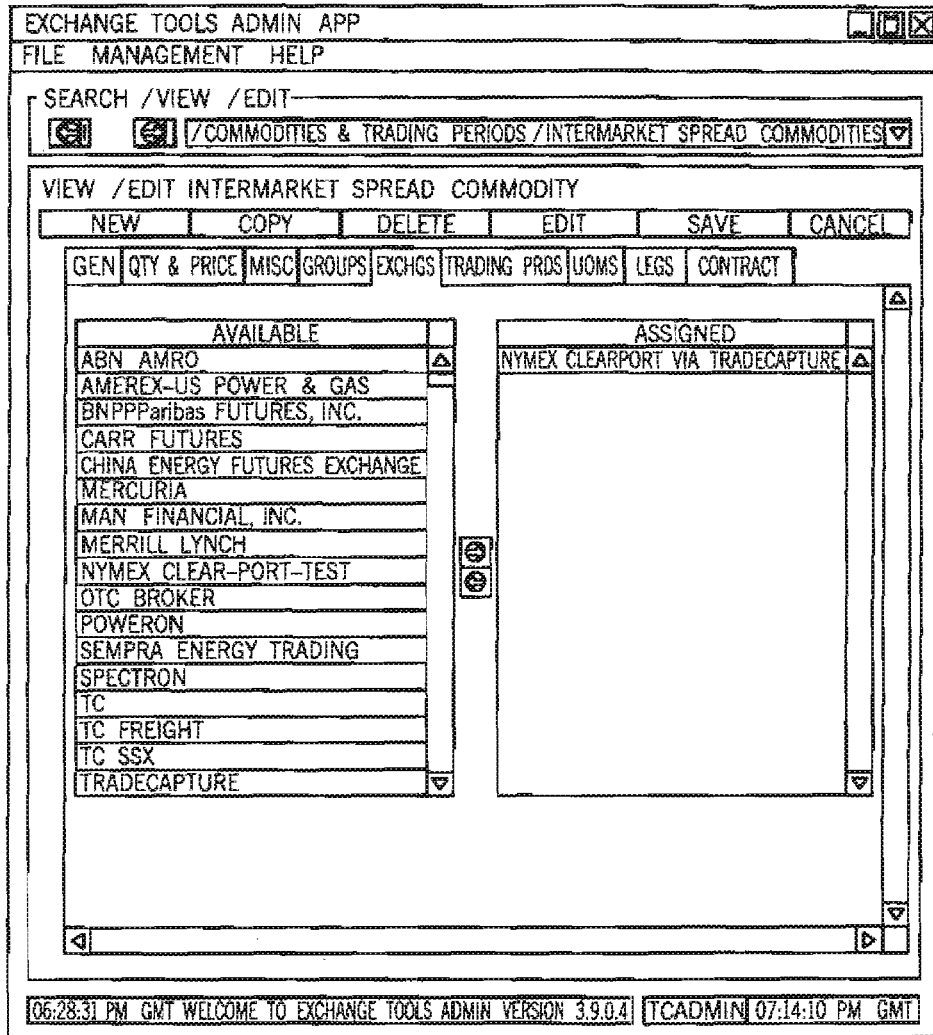 EXCHANGE TOOLS ADMIN APP
FILE MANAGEMENT HELP
SEARCH /VIEW /EDIT
/COMMODITIES & TRADING PERIODS /INTERMARKET SPREAD COMMODITIES
VIEW /EDIT INTERMARKET SPREAD COMMODITY
NEW COPY DELETE EDIT SAVE CANCEL
GEN QTY & PRICE MISC GROUPS EXCHGS TRADING PRDS UOMS LEGS CONTRACT
AVAILABLE ASSIGNED
ABN AMRO NYMEX CLEARPORT VIA TRADECAPTURE
AMEREX-US POWER & GAS
BNPPParibas FUTURES, INC.
CARR FUTURES
CHINA ENERGY FUTURES EXCHANGE
MERCURIA
MAN FINANCIAL, INC.
MERRILL LYNCH
NYMEX CLEAR-PORT-TEST
OTC BROKER
POWERON
SEMPRA ENERGY TRADING
SPECTRON
TC
TC FREIGHT
TC SSX
TRADECAPTURE
06:28:31 PM GMT WELCOME TO EXCHANGE TOOLS ADMIN VERSION 3.9.0.4 TCADMIN 07:14:10 PM GMT